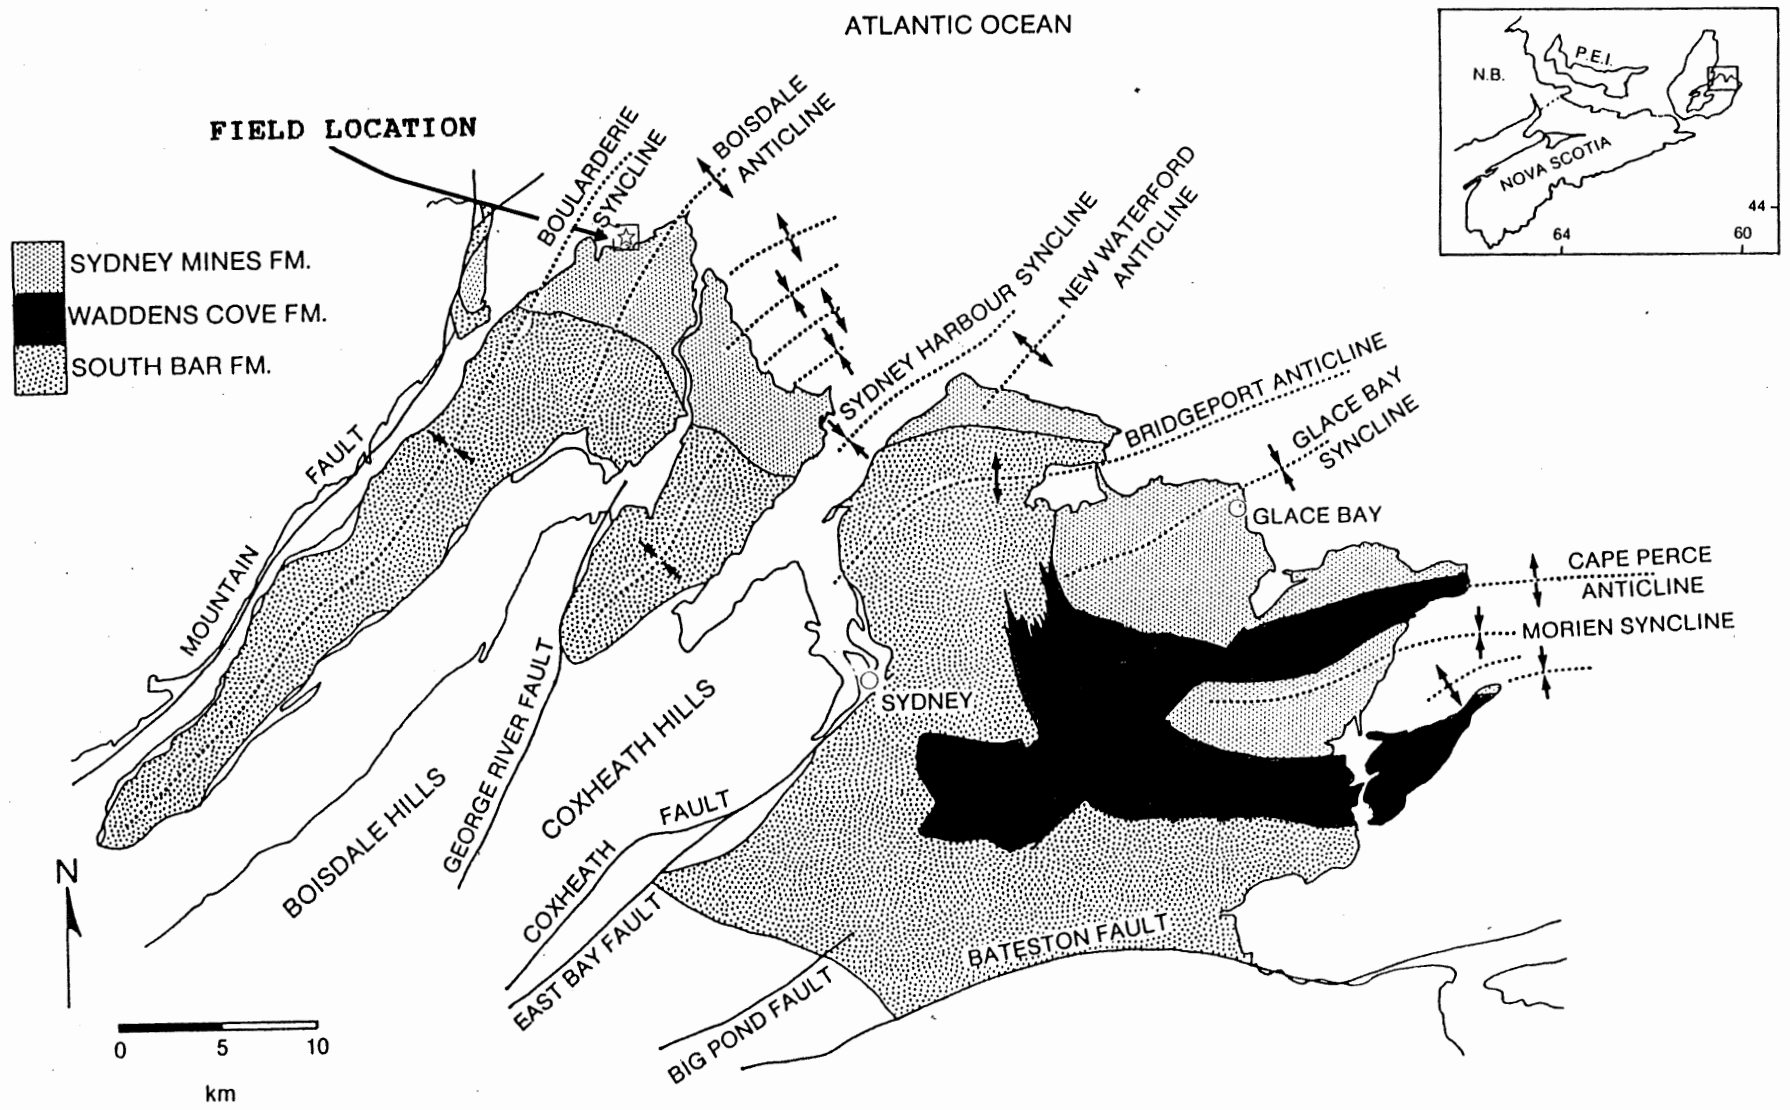 ATLANTIC OCEAN
FIELD LOCATION
BOULARDERIE
SYNCLINE
BOISDALE
ANTICLINE
N.B.
P.E.I.
NOVA SCOTIA
44
64
60
SYDNEY MINES FM.
WADDENS COVE FM.
SOUTH BAR FM.
SYDNEY HARBOUR SYNCLINE
NEW WATERFORD
ANTICLINE
BRIDGEPORT ANTICLINE
GLACE BAY
SYNCLINE
GLACE BAY
CAPE PERCE
ANTICLINE
MORIEN SYNCLINE
MOUNTAIN FAULT
SYDNEY
GEORGE RIVER FAULT
BOISDALE HILLS
COXHEATH HILLS
COXHEATH FAULT
EAST BAY FAULT
BIG POND FAULT
BATESTON FAULT
N
0 5 10
km